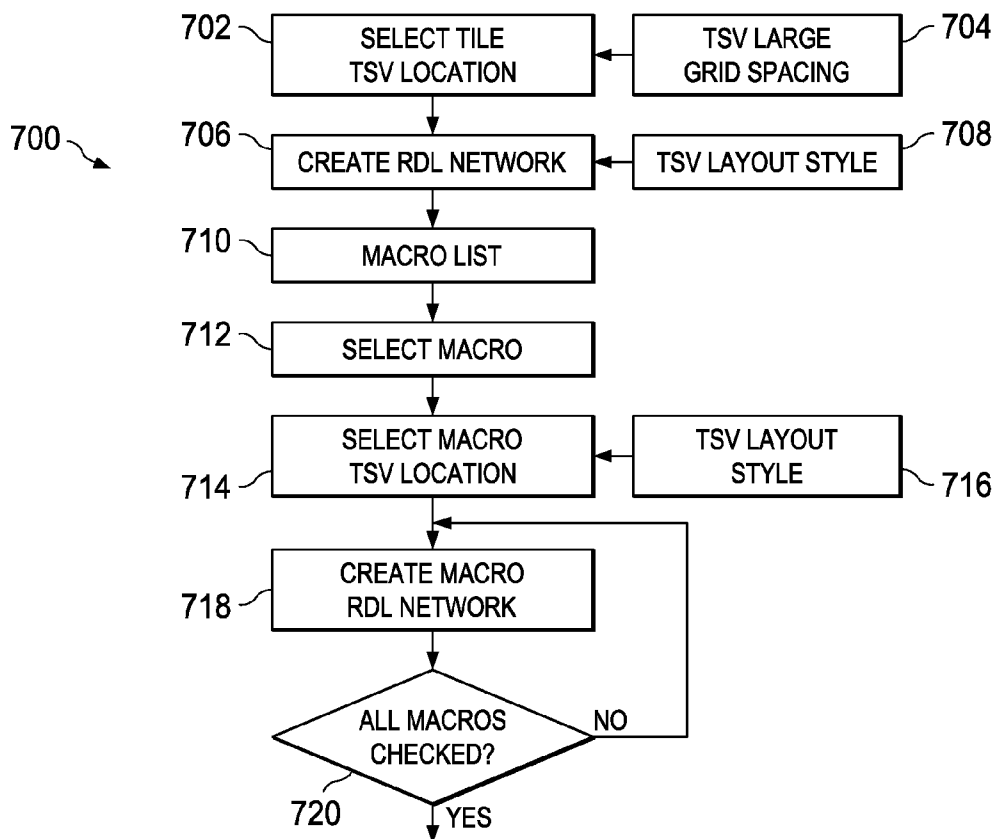 702
SELECT TILE
TSV LOCATION
TSV LARGE
GRID SPACING
704
700
706
CREATE RDL NETWORK
TSV LAYOUT STYLE
708
710
MACRO LIST
712
SELECT MACRO
714
SELECT MACRO
TSV LOCATION
TSV LAYOUT
STYLE
716
718
CREATE MACRO
RDL NETWORK
ALL MACROS
CHECKED?
NO
720
YES